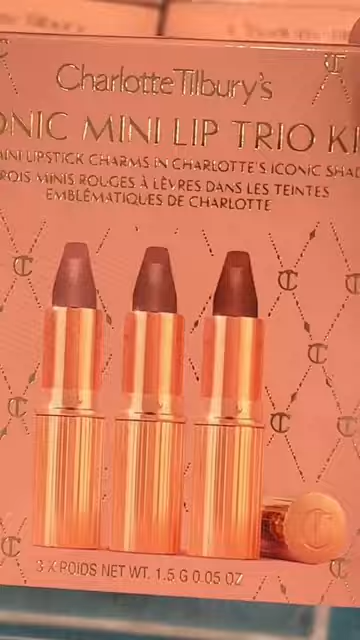 Charlotte Tilbury's
ONIC MINI LIP TRIO KI
MINI LIPSTICK CHARMS IN CHARLOTTE'S ICONIC SHAD
TROIS MINIS ROUGES À LÈVRES DANS LES TEINTES
EMBLÉMATIQUES DE CHARLOTTE
3 X POIDS NET WT. 1.5 G 0.05 OZ